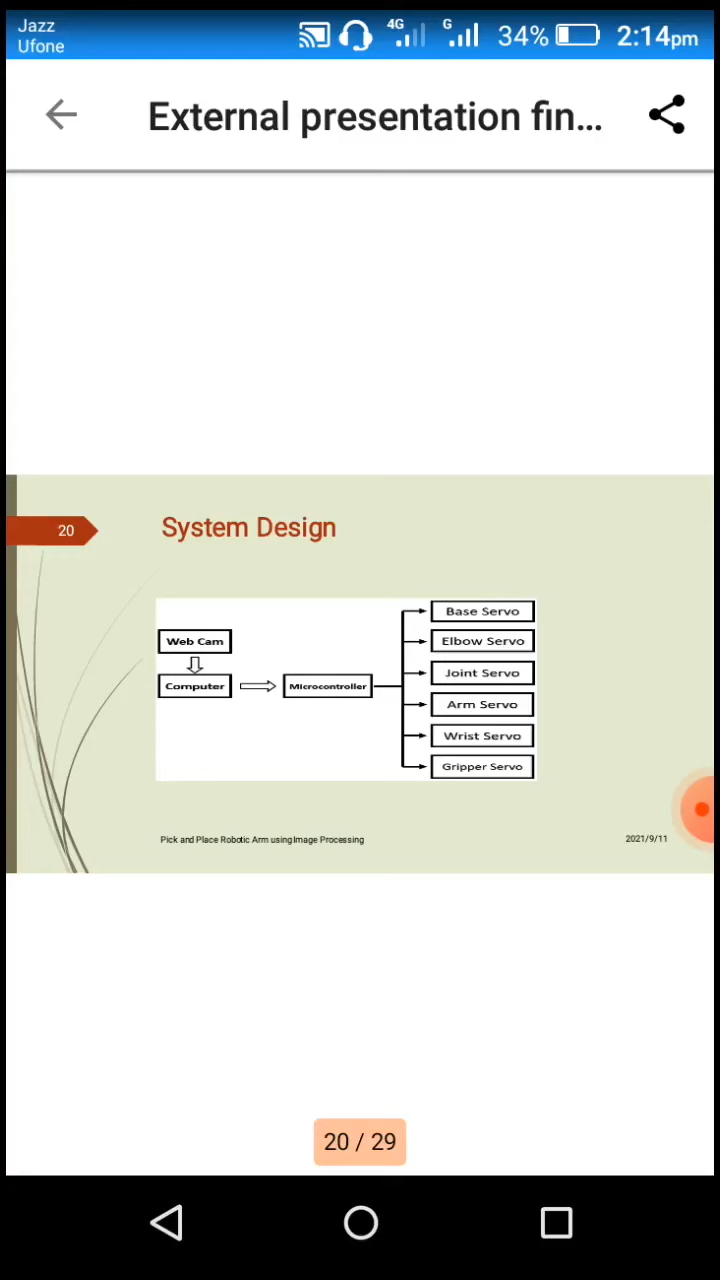 Jazz
Ufone
4G
G
34%
2:14pm
External presentation fin...
20
System Design
Web Cam
Computer
Microcontroller
Base Servo
Elbow Servo
Joint Servo
Arm Servo
Wrist Servo
Gripper Servo
Pick and Place Robotic Arm usingImage Processing
2021/9/11
20 / 29